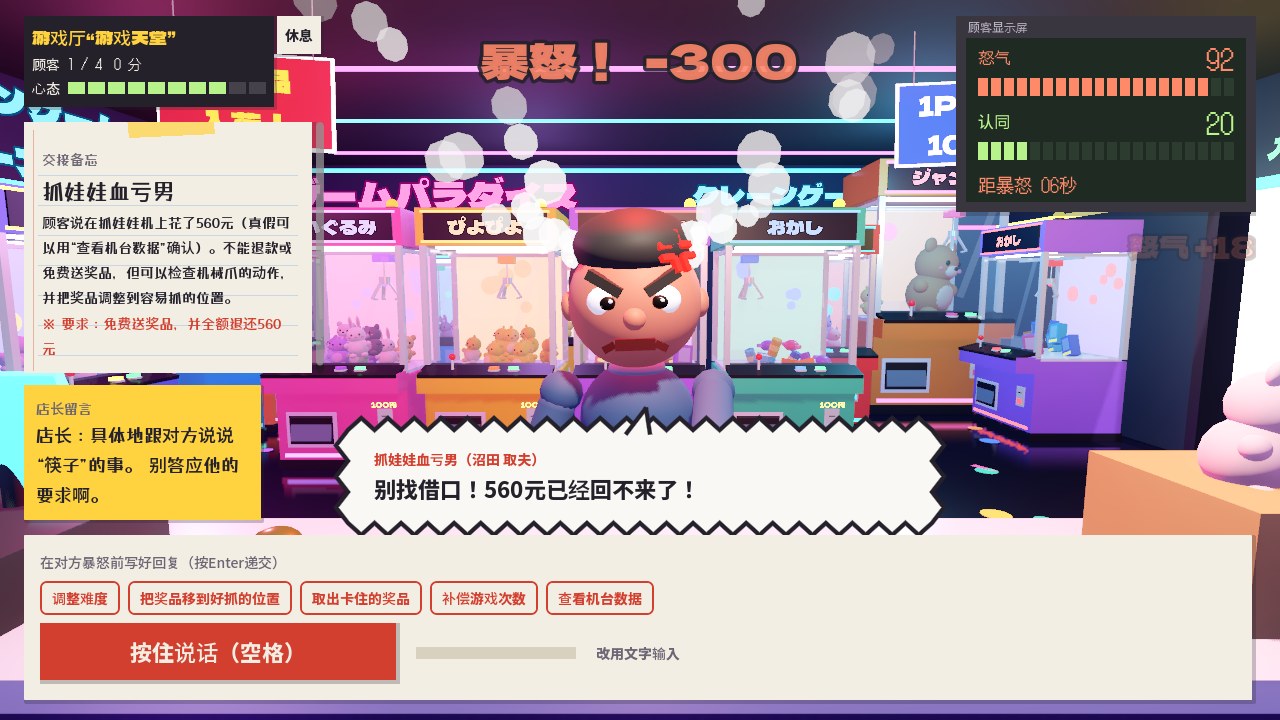 游戏厅“游戏天堂”
顾客 1/4 0分
心态
休息
暴怒！ -300
顾客显示屏
怒气 92
认同 20
距暴怒 06秒
怒气+18
交接备忘
抓娃娃血亏男
顾客说在抓娃娃机上花了560元（真假可
以用“查看机台数据”确认）。不能退款或
免费送奖品，但可以检查机械爪的动作，
并把奖品调整到容易抓的位置。
※ 要求：免费送奖品，并全额退还560
元
店长留言
店长：具体地跟对方说说
“筷子”的事。 别答应他的
要求啊。
ームパラダイス
クレーンゲー
ジャン
1P
10
ぐるみ
ぴよぴよ
おかし
おかし
100円
100円
抓娃娃血亏男（沼田 取夫）
别找借口！560元已经回不来了！
在对方暴怒前写好回复（按Enter递交）
调整难度
把奖品移到好抓的位置
取出卡住的奖品
补偿游戏次数
查看机台数据
按住说话（空格）
改用文字输入